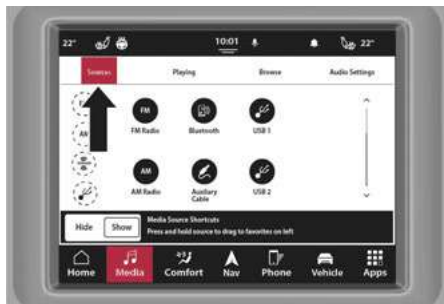 22°
10:01
22°
Sources
Playing
Browse
Audio Settings
FM
FM Radio
Bluetooth
USB 1
AM
AM Radio
Auxiliary
Cable
USB 2
Hide
Show
Media Source Shortcuts
Press and hold source to drag to favorites on left
Home
Media
Comfort
Nav
Phone
Vehicle
Apps